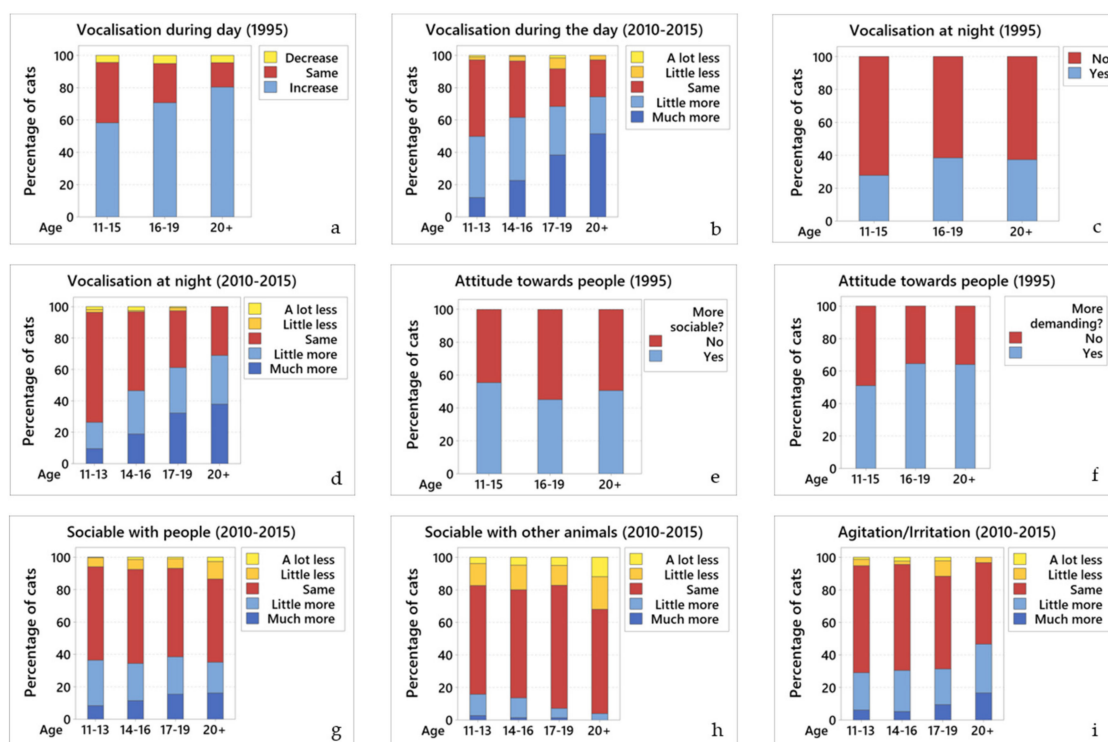 Vocalisation during day (1995)
Percentage of cats
100
80
60
40
20
0
Decrease
Same
Increase
Age 11-15 16-19 20+
a
Vocalisation during the day (2010-2015)
Percentage of cats
100
80
60
40
20
0
A lot less
Little less
Same
Little more
Much more
Age 11-13 14-16 17-19 20+
b
Vocalisation at night (1995)
Percentage of cats
100
80
60
40
20
0
No
Yes
Age 11-15 16-19 20+
c
Vocalisation at night (2010-2015)
Percentage of cats
100
80
60
40
20
0
A lot less
Little less
Same
Little more
Much more
Age 11-13 14-16 17-19 20+
d
Attitude towards people (1995)
Percentage of cats
100
80
60
40
20
0
More
sociable?
No
Yes
Age 11-15 16-19 20+
e
Attitude towards people (1995)
Percentage of cats
100
80
60
40
20
0
More
demanding?
No
Yes
Age 11-15 16-19 20+
f
Sociable with people (2010-2015)
Percentage of cats
100
80
60
40
20
0
A lot less
Little less
Same
Little more
Much more
Age 11-13 14-16 17-19 20+
g
Sociable with other animals (2010-2015)
Percentage of cats
100
80
60
40
20
0
A lot less
Little less
Same
Little more
Much more
Age 11-13 14-16 17-19 20+
h
Agitation/Irritation (2010-2015)
Percentage of cats
100
80
60
40
20
0
A lot less
Little less
Same
Little more
Much more
Age 11-13 14-16 17-19 20+
i